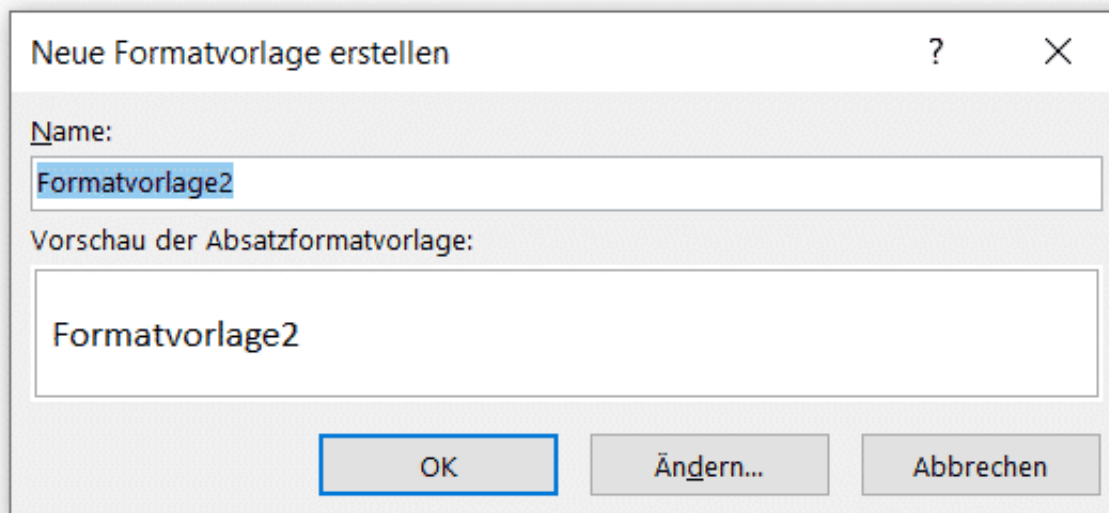 Neue Formatvorlage erstellen ?
Name:
Formatvorlage2
Vorschau der Absatzformatvorlage:
Formatvorlage2
OK Ändern... Abbrechen